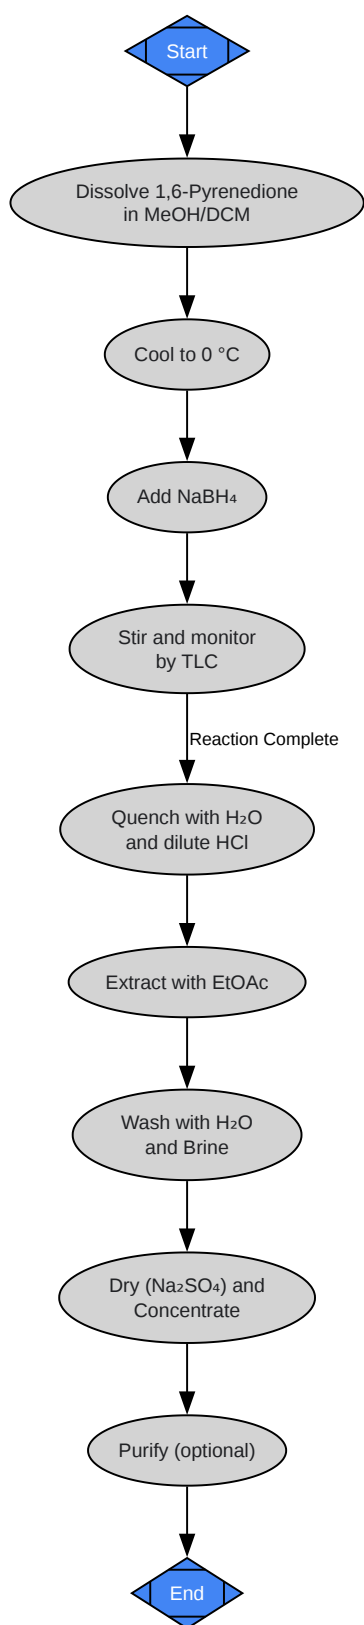 Start
Dissolve 1,6-Pyrenedione
in MeOH/DCM
Cool to 0 °C
Add NaBH₄
Stir and monitor
by TLC
Reaction Complete
Quench with H₂O
and dilute HCl
Extract with EtOAc
Wash with H₂O
and Brine
Dry (Na₂SO₄) and
Concentrate
Purify (optional)
End